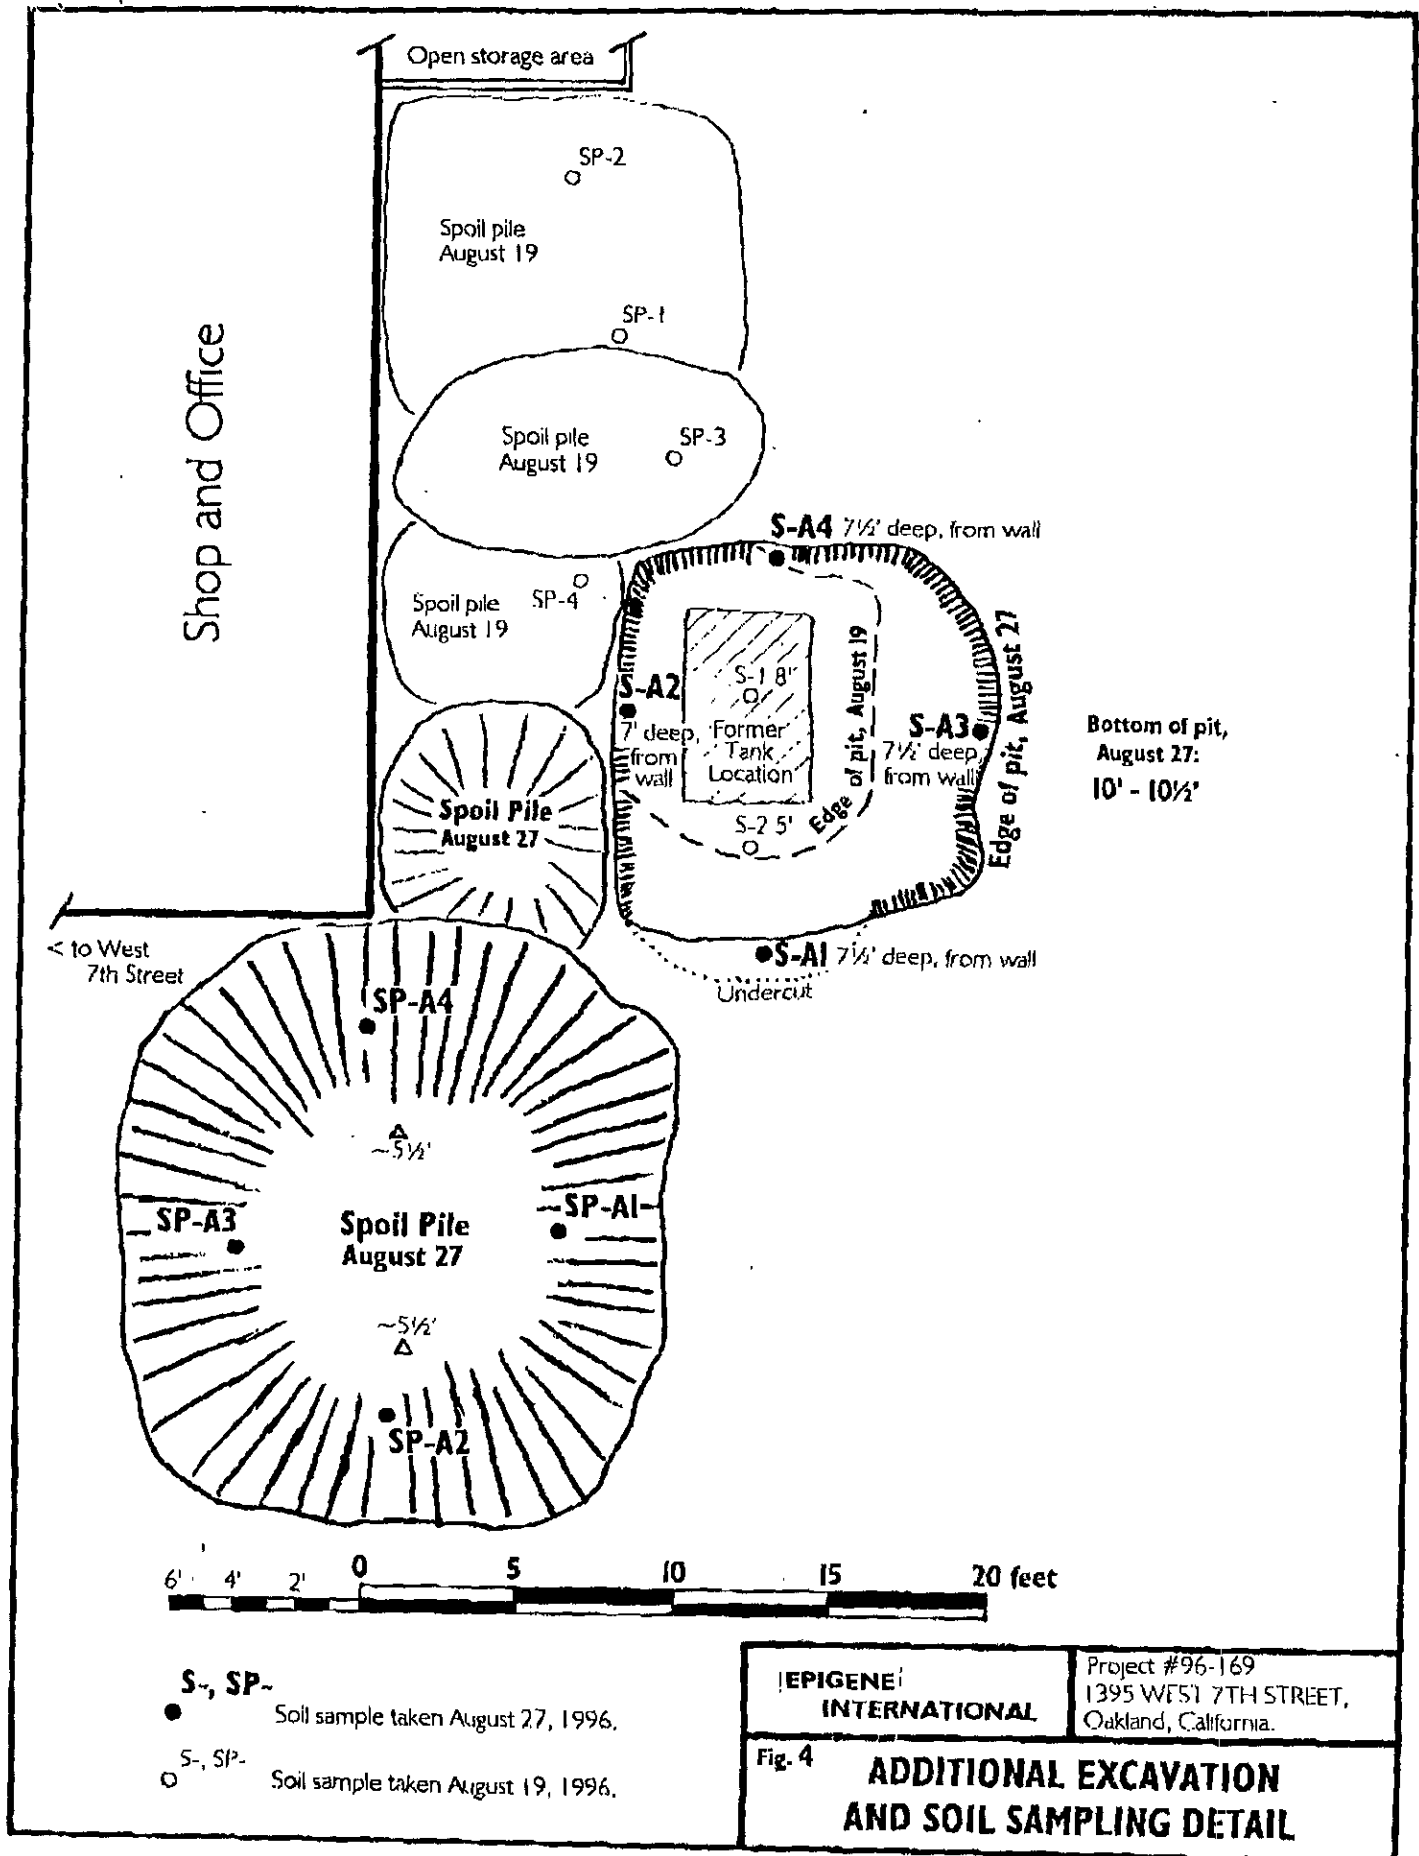 Open storage area
SP-2
Spoil pile
August 19
SP-1
Shop and Office
Spoil pile
August 19
SP-3
S-A4 7½' deep, from wall
Spoil pile
August 19
SP-4
S-A2
7' deep,
from
wall
S-1 8'
Former
Tank
Location
S-2 5'
Edge of pit, August 19
S-A3
7½' deep,
from wall
Edge of pit, August 27
Bottom of pit,
August 27:
10' - 10½'
Spoil Pile
August 27
< to West
7th Street
S-A1 7½' deep, from wall
Undercut
SP-A4
~5½'
SP-A3
Spoil Pile
August 27
SP-A1
~5½'
SP-A2
6' 4' 2' 0 5 10 15 20 feet
S-, SP-
Soil sample taken August 27, 1996.
S-, SP-
Soil sample taken August 19, 1996.
EPIGENE
INTERNATIONAL
Project #96-169
1395 WEST 7TH STREET,
Oakland, California.
Fig. 4
ADDITIONAL EXCAVATION
AND SOIL SAMPLING DETAIL